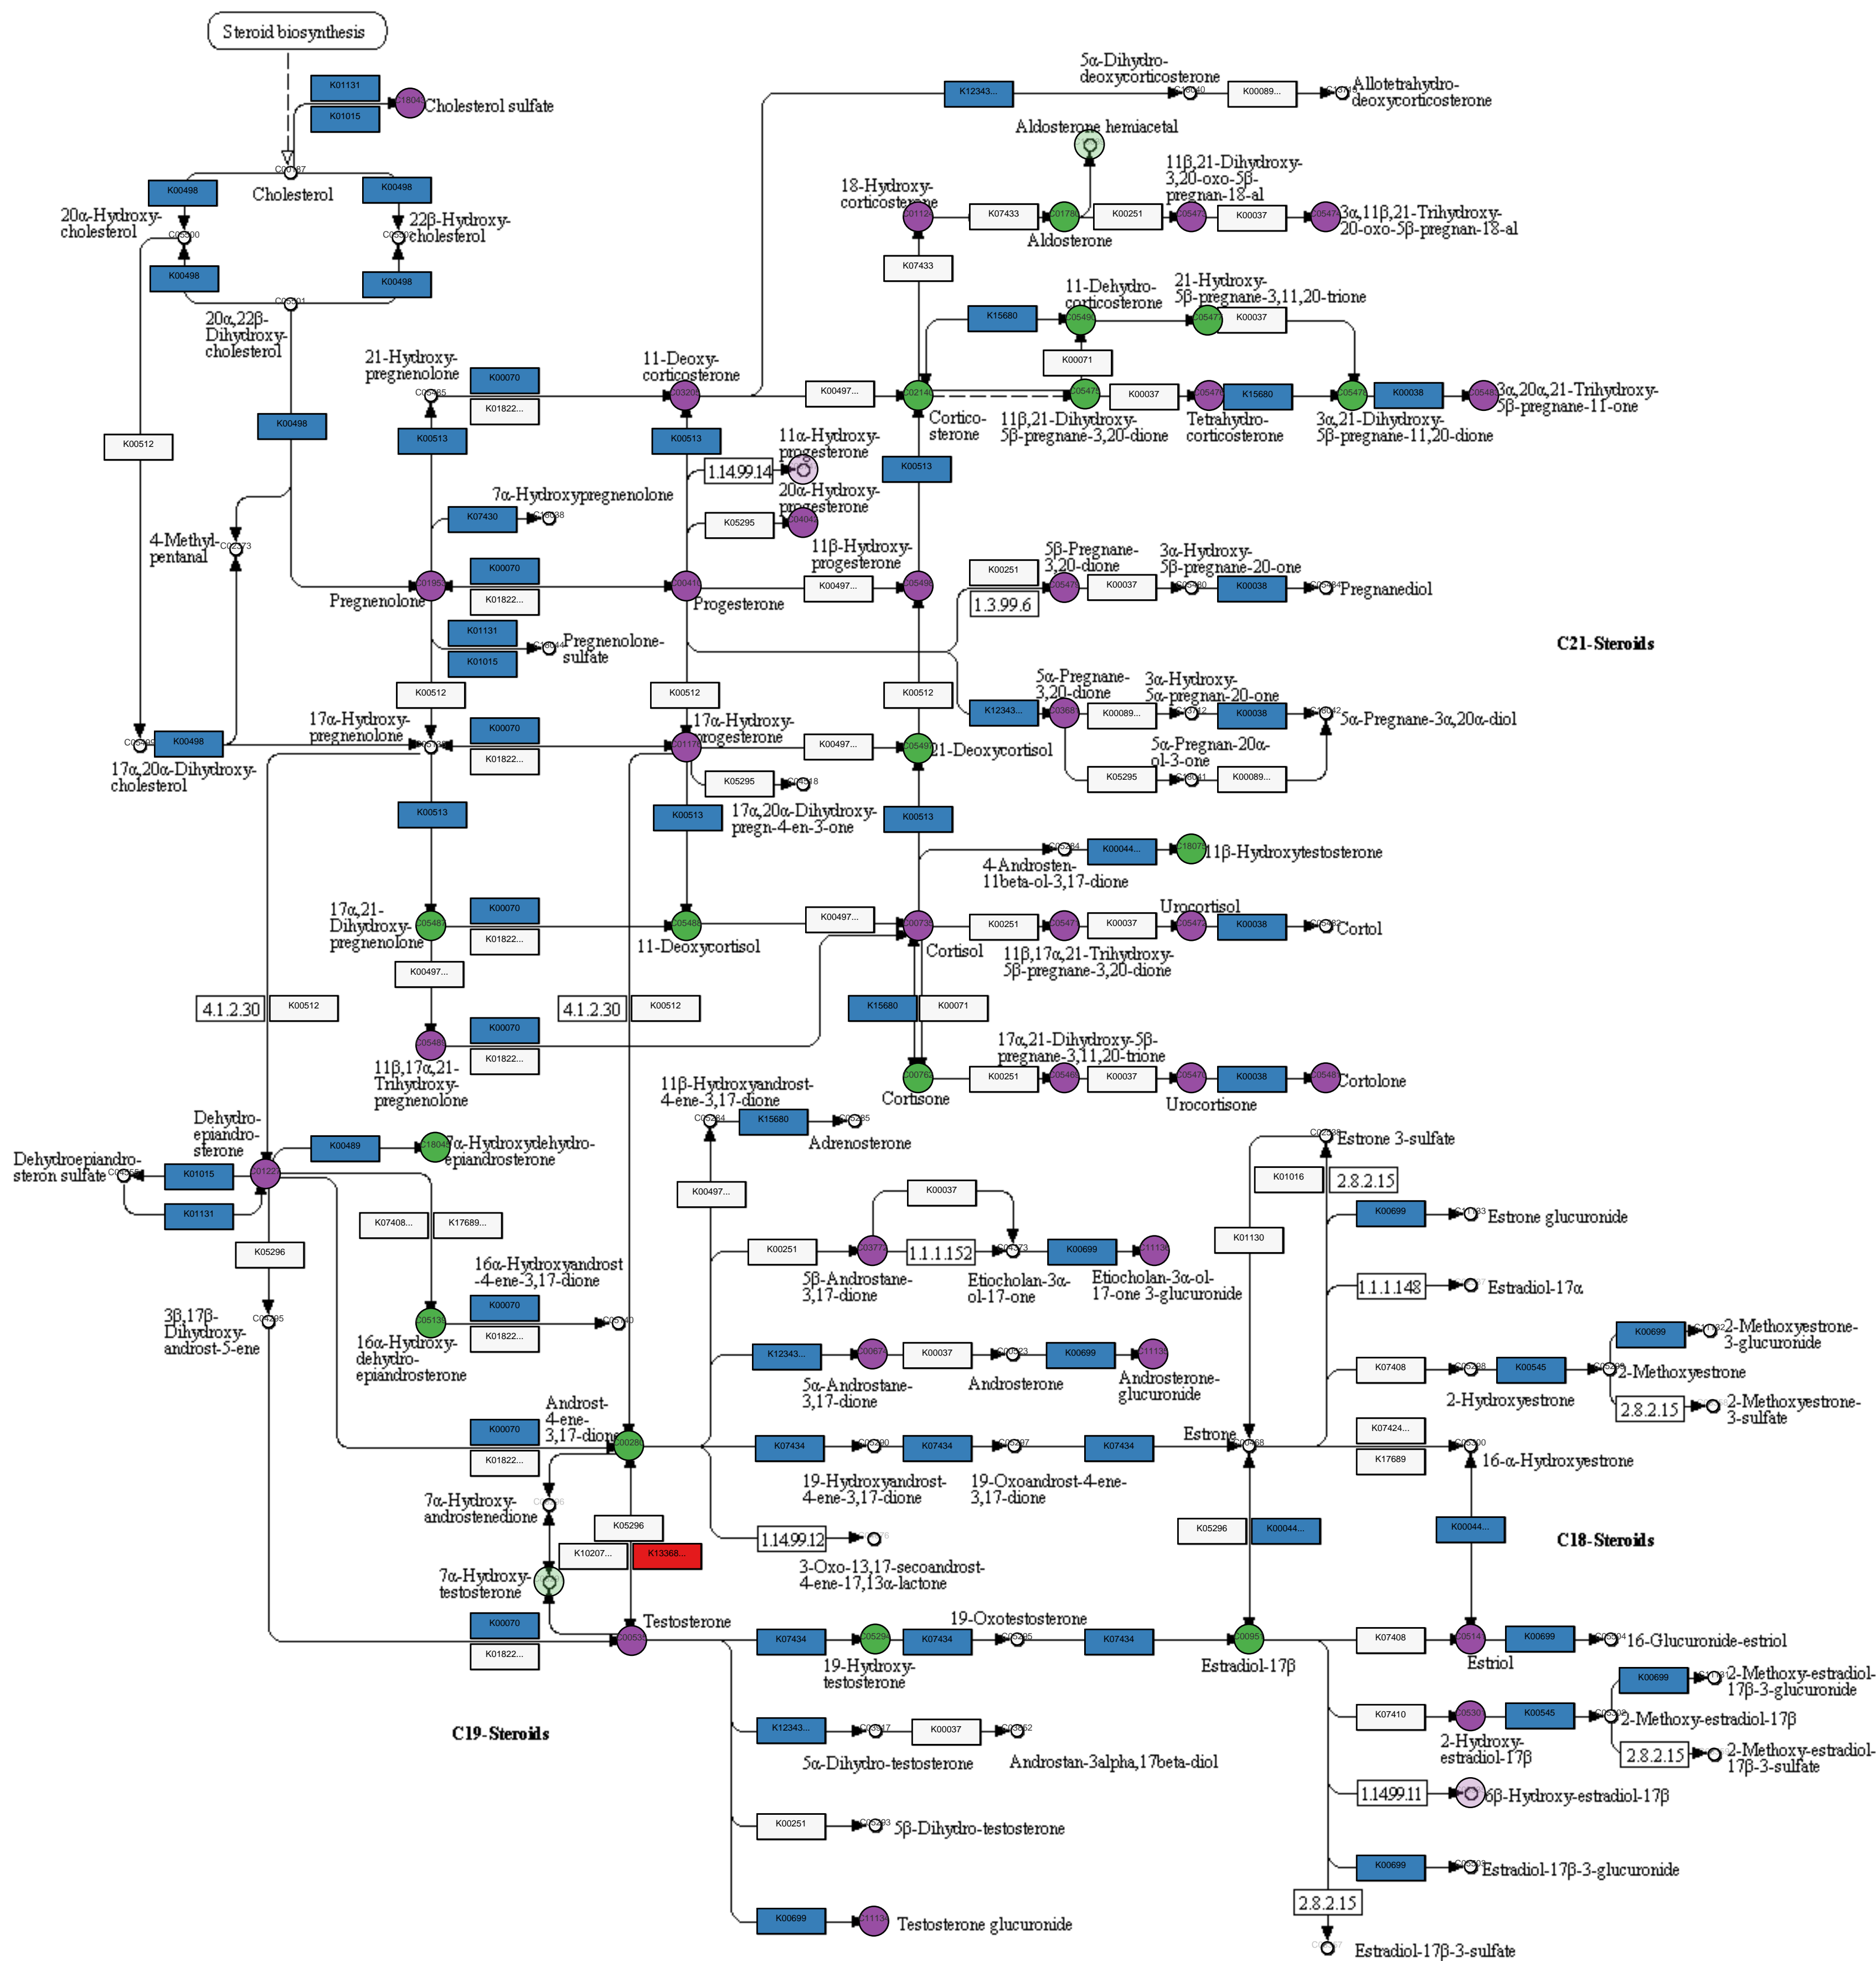 Steroid biosynthesis
K01131
K01015
Cholesterol sulfate
K00498
K00498
Cholesterol
20α-Hydroxy-
cholesterol
22β-Hydroxy-
cholesterol
K00498
K00498
20α,22β-
Dihydroxy-
cholesterol
K00512
K00498
4-Methyl-
pentanal
K12343...
5α-Dihydro-
deoxycorticosterone
K00089...
Allotetrahydro-
deoxycorticosterone
Aldosterone hemiacetal
18-Hydroxy-
corticosterone
K07433
Aldosterone
K00251
11β,21-Dihydroxy-
3,20-oxo-5β-
pregnan-18-al
K00037
3α,11β,21-Trihydroxy-
20-oxo-5β-pregnan-18-al
K07433
K15680
11-Dehydro-
corticosterone
21-Hydroxy-
5β-pregnane-3,11,20-trione
K00037
K00071
21-Hydroxy-
pregnenolone
K00070
K01822...
11-Deoxy-
corticosterone
K00497...
Cortico-
sterone
11β,21-Dihydroxy-
5β-pregnane-3,20-dione
K00037
Tetrahydro-
corticosterone
K15680
3α,21-Dihydroxy-
5β-pregnane-11,20-dione
K00038
3α,20α,21-Trihydroxy-
5β-pregnane-11-one
K00513
K00513
K00513
1.14.99.14
11α-Hydroxy-
progesterone
K07430
7α-Hydroxypregnenolone
K05295
20α-Hydroxy-
progesterone
Pregnenolone
K00070
K01822...
Progesterone
K00497...
11β-Hydroxy-
progesterone
K00251
1.3.99.6
5β-Pregnane-
3,20-dione
K00037
3α-Hydroxy-
5β-pregnane-20-one
K00038
Pregnanediol
K01131
K01015
Pregnenolone-
sulfate
C21-Steroids
K00512
K00512
K00512
K12343...
5α-Pregnane-
3,20-dione
K00089...
3α-Hydroxy-
5α-pregnan-20-one
K00038
5α-Pregnane-3α,20α-diol
K05295
5α-Pregnan-20α-
ol-3-one
K00089...
K00498
17α,20α-Dihydroxy-
cholesterol
17α-Hydroxy-
pregnenolone
K00070
K01822...
17α-Hydroxy-
progesterone
K00497...
21-Deoxycortisol
K05295
17α,20α-Dihydroxy-
pregn-4-en-3-one
K00513
K00513
K00513
4-Androsten-
11beta-ol-3,17-dione
K00044...
11β-Hydroxytestosterone
17α,21-
Dihydroxy-
pregnenolone
K00070
K01822...
11-Deoxycortisol
K00497...
Cortisol
K00251
11β,17α,21-Trihydroxy-
5β-pregnane-3,20-dione
K00037
Urocortisol
K00038
Cortol
K00497...
4.1.2.30
K00512
4.1.2.30
K00512
K15680
K00071
K00070
K01822...
11β,17α,21-
Trihydroxy-
pregnenolone
Cortisone
K00251
17α,21-Dihydroxy-5β-
pregnane-3,11,20-trione
K00037
Urocortisone
K00038
Cortolone
Dehydro-
epiandro-
sterone
K00489
7α-Hydroxydehydro-
epiandrosterone
Dehydroepiandro-
steron sulfate
K01015
K01131
K07408...
K17689...
K05296
3β,17β-
Dihydroxy-
androst-5-ene
16α-Hydroxyandrost
-4-ene-3,17-dione
K00070
K01822...
16α-Hydroxy-
dehydro-
epiandrosterone
11β-Hydroxyandrost-
4-ene-3,17-dione
K15680
Adrenosterone
K00497...
K00037
K00251
5β-Androstane-
3,17-dione
1.1.1.152
Etiocholan-3α-
ol-17-one
K00699
Etiocholan-3α-ol-
17-one 3-glucuronide
K12343...
5α-Androstane-
3,17-dione
K00037
Androsterone
K00699
Androsterone-
glucuronide
Androst-
4-ene-
3,17-dione
K00070
K01822...
K07434
19-Hydroxyandrost-
4-ene-3,17-dione
K07434
19-Oxoandrost-4-ene-
3,17-dione
K07434
Estrone
7α-Hydroxy-
androstenedione
K05296
K10207...
K13368...
1.14.99.12
3-Oxo-13,17-secoandrost-
4-ene-17,13α-lactone
7α-Hydroxy-
testosterone
Estrone 3-sulfate
K01016
2.8.2.15
K01130
K00699
Estrone glucuronide
1.1.1.148
Estradiol-17α
K07408
2-Hydroxyestrone
K00545
2-Methoxyestrone
K00699
2-Methoxyestrone-
3-glucuronide
2.8.2.15
2-Methoxyestrone-
3-sulfate
K07424...
K17689
16-α-Hydroxyestrone
K05296
K00044...
K00044...
C18-Steroids
K00070
K01822...
Testosterone
K07434
19-Hydroxy-
testosterone
K07434
19-Oxotestosterone
K07434
Estradiol-17β
K07408
Estriol
K00699
16-Glucuronide-estriol
K07410
2-Hydroxy-
estradiol-17β
K00545
2-Methoxy-estradiol-17β
K00699
2-Methoxy-estradiol-
17β-3-glucuronide
2.8.2.15
2-Methoxy-estradiol-
17β-3-sulfate
C19-Steroids
K12343...
5α-Dihydro-testosterone
K00037
Androstan-3alpha,17beta-diol
1.14.99.11
6β-Hydroxy-estradiol-17β
K00251
5β-Dihydro-testosterone
K00699
Estradiol-17β-3-glucuronide
2.8.2.15
Estradiol-17β-3-sulfate
K00699
Testosterone glucuronide